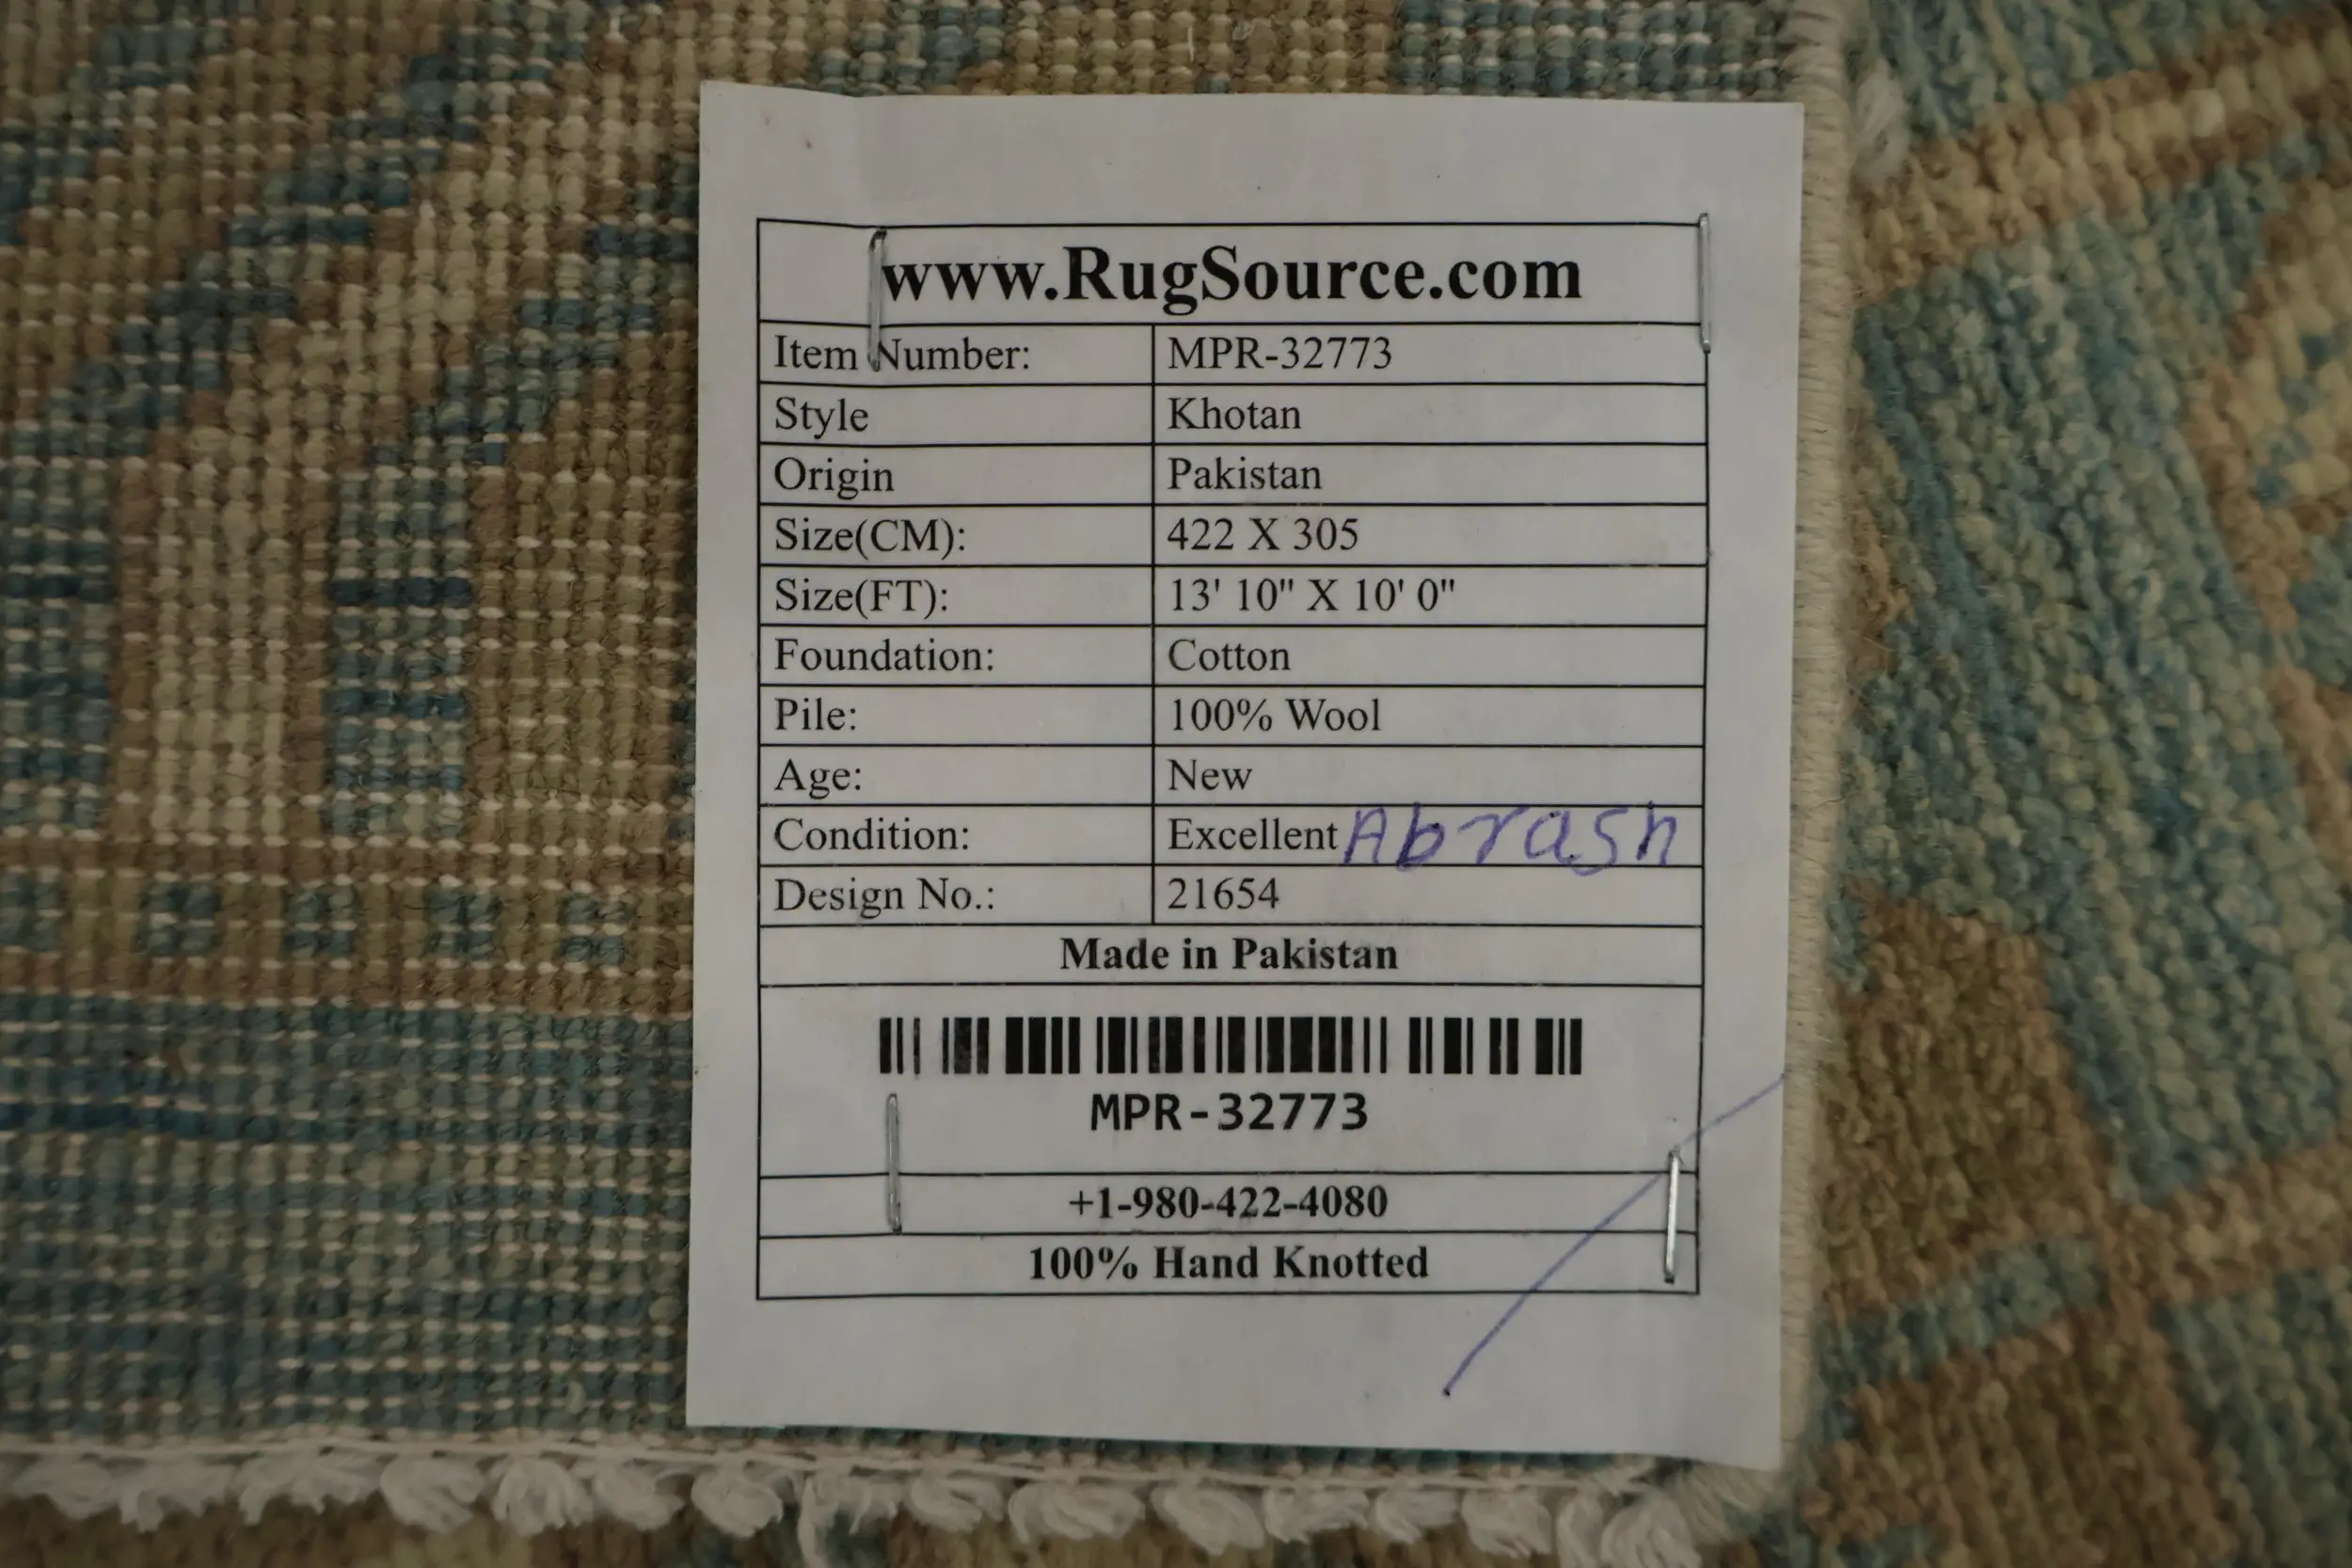 www.RugSource.com
Item Number: MPR-32773
Style Khotan
Origin Pakistan
Size(CM): 422 X 305
Size(FT): 13' 10" X 10' 0"
Foundation: Cotton
Pile: 100% Wool
Age: New
Condition: Excellent Abrash
Design No.: 21654
Made in Pakistan
MPR-32773
+1-980-422-4080
100% Hand Knotted